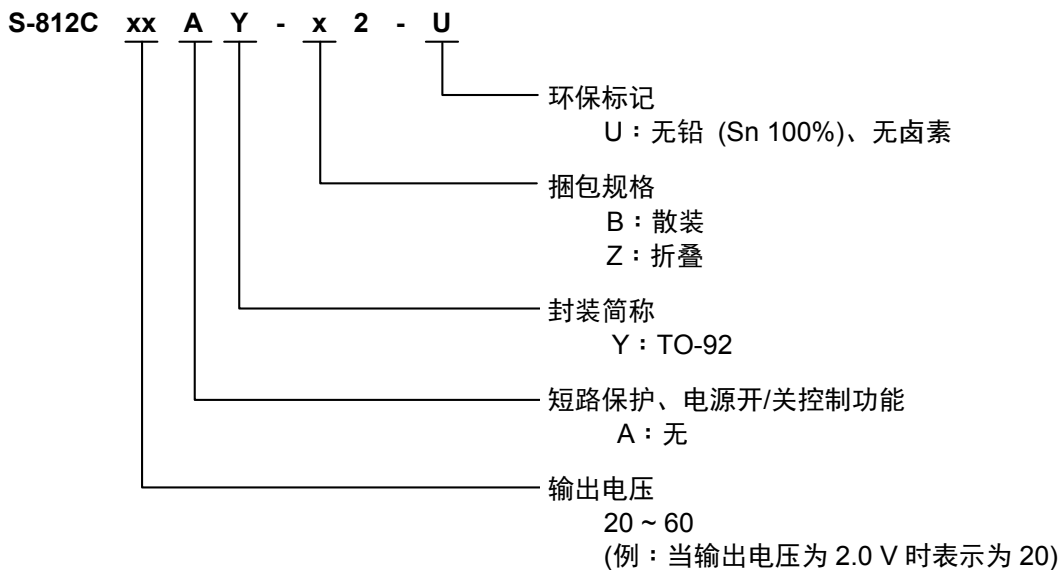 S-812C xx A Y - x 2 - U
环保标记
U：无铅 (Sn 100%)、无卤素
捆包规格
B：散装
Z：折叠
封装简称
Y：TO-92
短路保护、电源开/关控制功能
A：无
输出电压
20 ~ 60
(例：当输出电压为 2.0 V 时表示为 20)